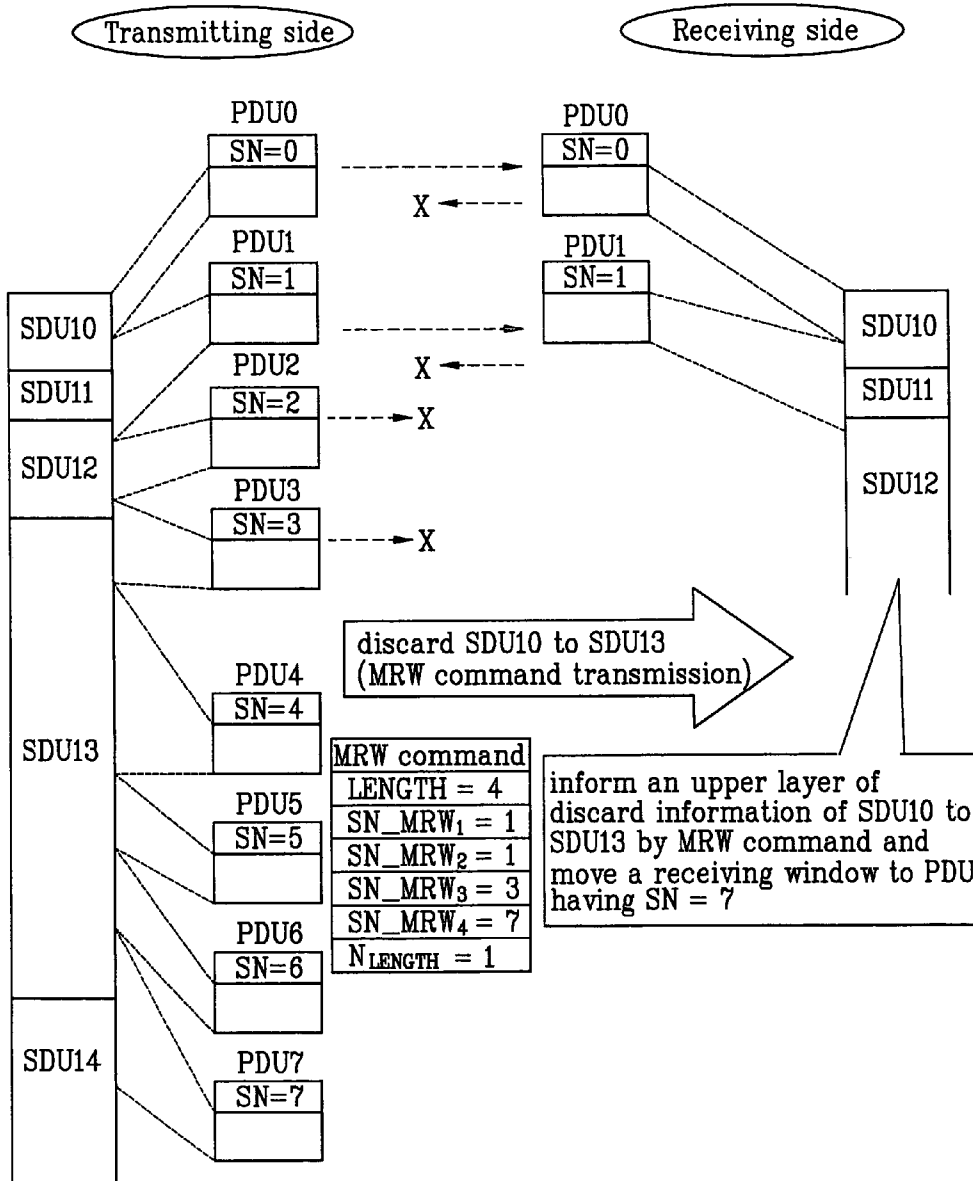 Transmitting side
Receiving side
PDU0
SN=0
PDU1
SN=1
PDU2
SN=2
PDU3
SN=3
PDU4
SN=4
PDU5
SN=5
PDU6
SN=6
PDU7
SN=7
SDU10
SDU11
SDU12
SDU13
SDU14
X
X
X
X
PDU0
SN=0
PDU1
SN=1
SDU10
SDU11
SDU12
discard SDU10 to SDU13
(MRW command transmission)
MRW command
LENGTH = 4
SN_MRW₁ = 1
SN_MRW₂ = 1
SN_MRW₃ = 3
SN_MRW₄ = 7
NLENGTH = 1
inform an upper layer of
discard information of SDU10 to
SDU13 by MRW command and
move a receiving window to PDU
having SN = 7